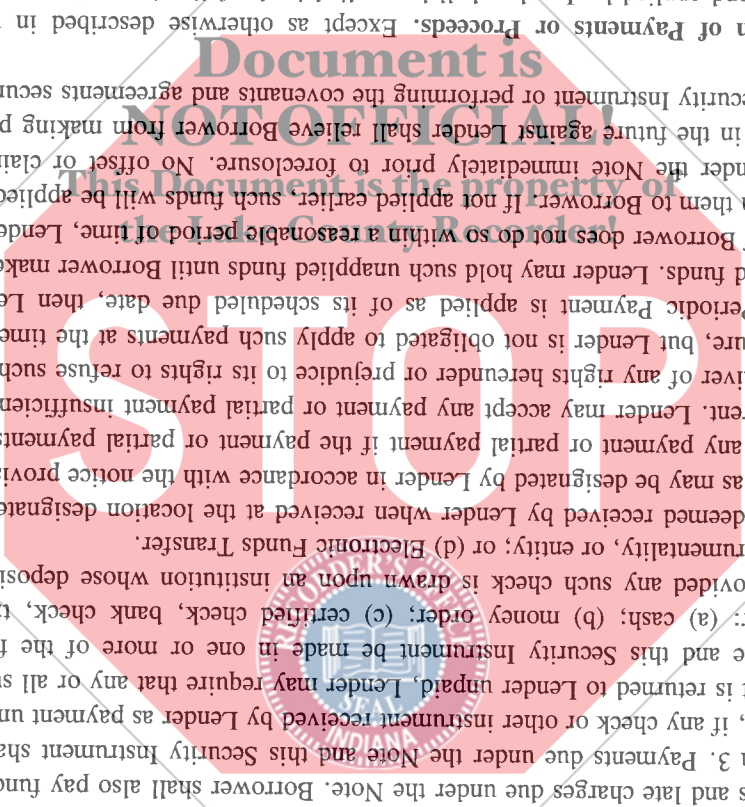 Document is
NOT OFFICIAL!
This Document is the property of
the Lake County Recorder!
STOP
RECORDER'S
SEAL
INDIANA
s and late charges due under the Note. Borrower shall also pay fund
n 3. Payments due under the Note and this Security Instrument sha
, if any check or other instrument received by Lender as payment un
t is returned to Lender unpaid, Lender may require that any or all su
e and this Security Instrument be made in one or more of the f
: (a) cash; (b) money order; (c) certified check, bank check, t
ovided any such check is drawn upon an institution whose deposi
rumentality, or entity; or (d) Electronic Funds Transfer.
deemed received by Lender when received at the location designate
as may be designated by Lender in accordance with the notice provi
any payment or partial payment if the payment or partial payments
rent. Lender may accept any payment or partial payment insufficien
iver of any rights hereunder or prejudice to its rights to refuse such
ure, but Lender is not obligated to apply such payments at the time
Periodic Payment is applied as of its scheduled due date, then Le
d funds. Lender may hold such unapplied funds until Borrower make
f Borrower does not do so within a reasonable period of time, Lende
n them to Borrower. If not applied earlier, such funds will be applied
nder the Note immediately prior to foreclosure. No offset or clai
in the future against Lender shall relieve Borrower from making p
ecurity Instrument or performing the covenants and agreements secu
n of Payments or Proceeds. Except as otherwise described in